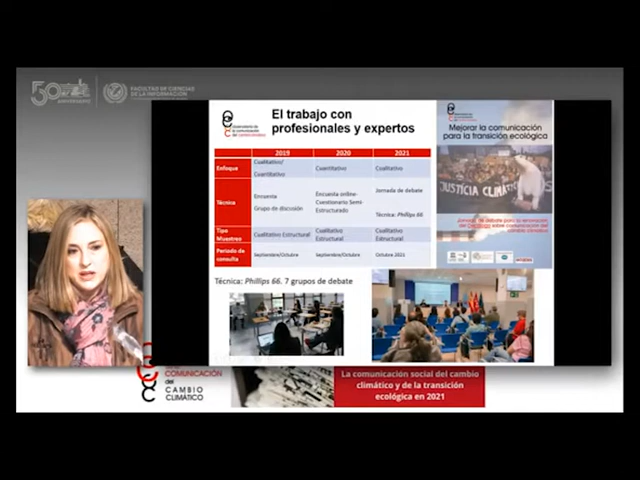 50
FACULTAD DE CIENCIAS
DE LA INFORMACIÓN
El trabajo con
profesionales y expertos
2019 2020 2021
Enfoque Cualitativo/ Cuantitativo Cuantitativo Cualitativo
Técnica Encuesta
Grupo de discusión
Encuesta online-
Cuestionario Semi-
Estructurado
Jornada de debate
Técnica: Phillips 66
Tipo
Muestreo
Cualitativo Estructural
Cualitativo
Estructural
Cualitativo
Estructural
Periodo de
consulta
Septiembre/Octubre Septiembre/Octubre Octubre 2021
Técnica: Phillips 66. 7 grupos de debate
Mejorar la comunicación
para la transición ecológica
JUSTICIA CLIMÁTIC
COMUNICACIÓN
del
CAMBIO
CLIMÁTICO
La comunicación social del cambio
climático y de la transición
ecológica en 2021